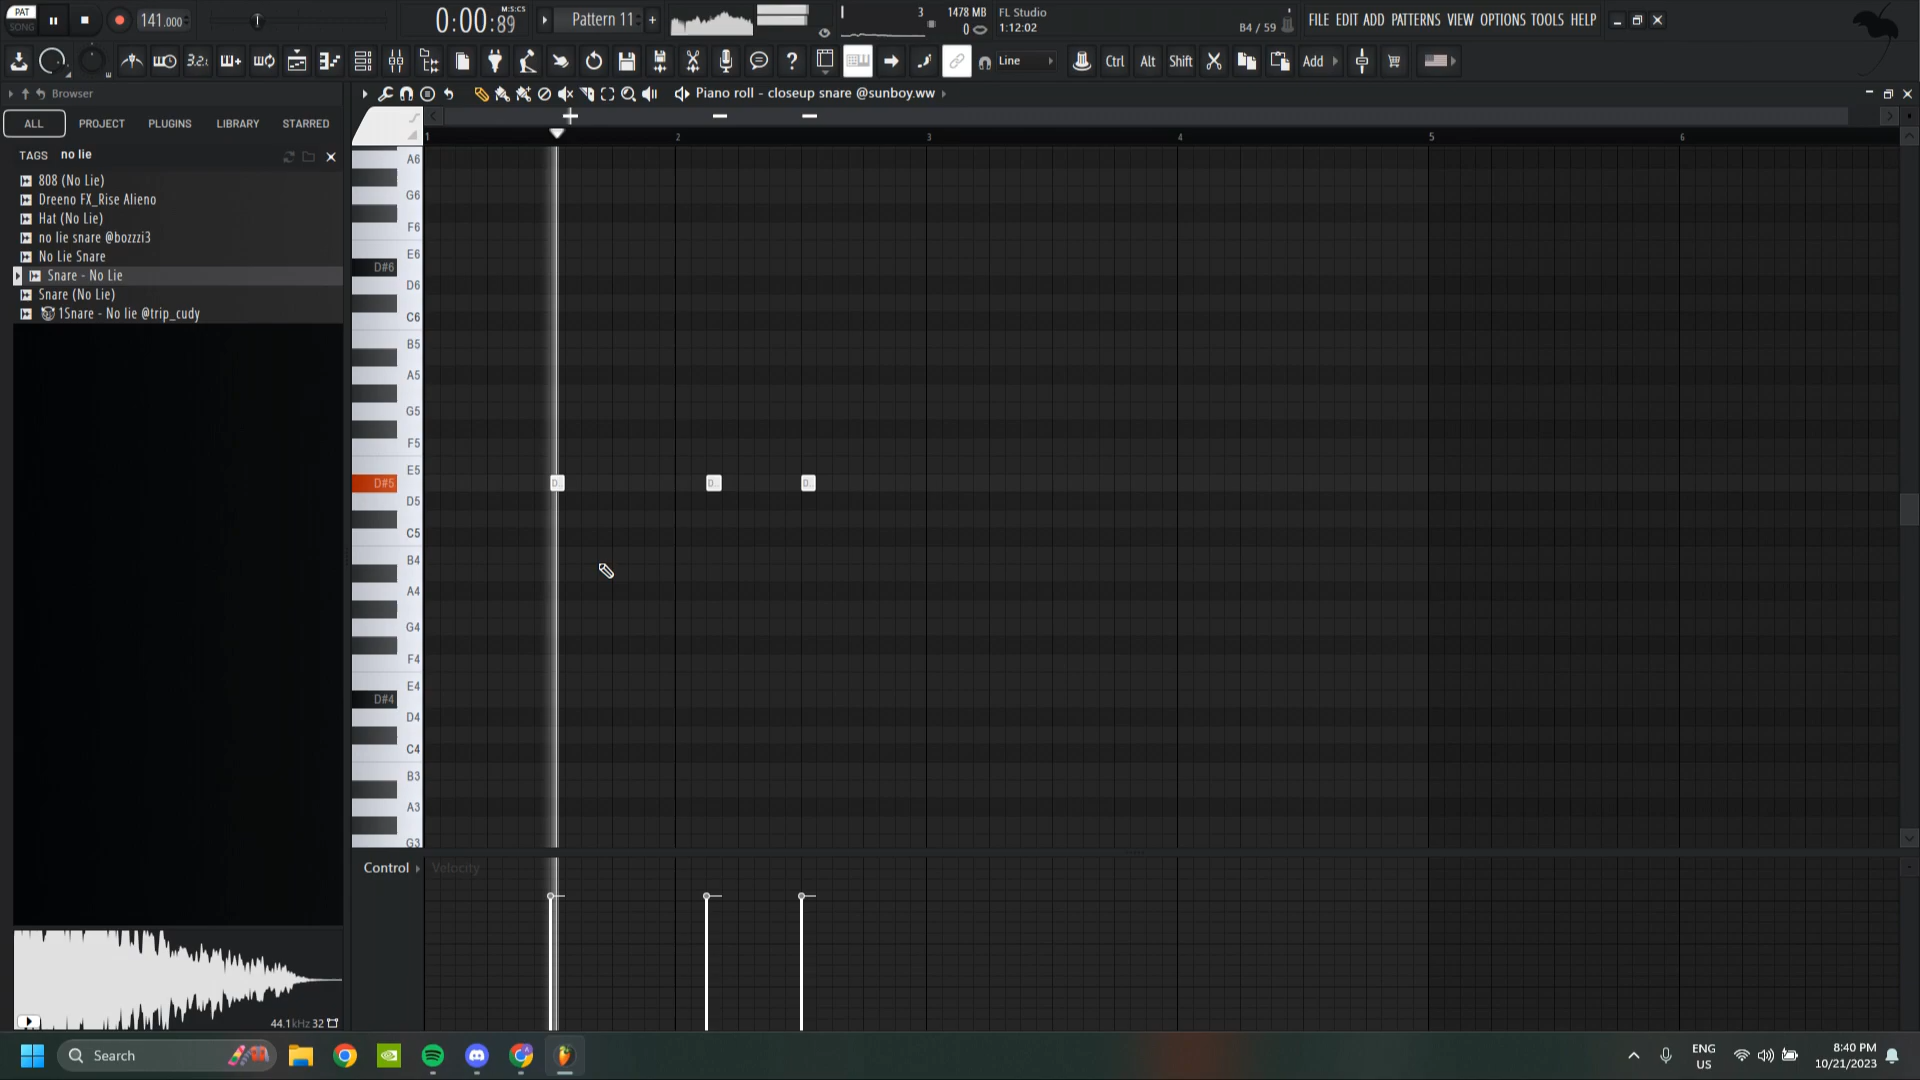 PAT
SONG
141.000
0:00:89
M:S:CS
Pattern 11
+
3
1478 MB
0
FL Studio
1:12:02
B4 / 59
FILE EDIT ADD PATTERNS VIEW OPTIONS TOOLS HELP
3.2.
Line
Ctrl
Alt
Shift
Add
Browser
Piano roll - closeup snare @sunboy.ww
ALL
PROJECT
PLUGINS
LIBRARY
STARRED
1
2
3
4
5
6
TAGS
no lie
808 (No Lie)
Dreeno FX_Rise Alieno
Hat (No Lie)
no lie snare @bozzzi3
No Lie Snare
Snare - No Lie
Snare (No Lie)
1Snare - No lie @trip_cudy
A6
G6
F6
E6
D#6
D6
C6
B5
A5
G5
F5
E5
D#5
D..
D..
D..
D5
C5
B4
A4
G4
F4
E4
D#4
D4
C4
B3
A3
G3
Control
Velocity
44.1kHz 32
Search
ENG
US
8:40 PM
10/21/2023